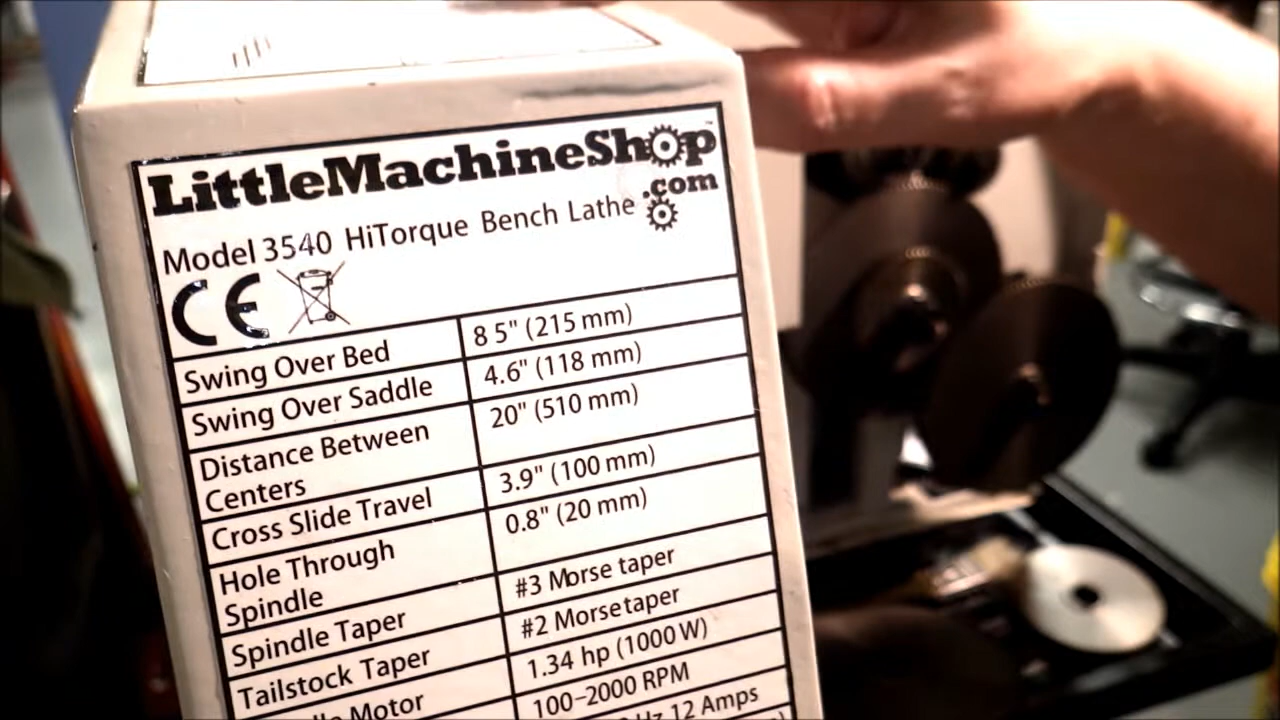 LittleMachineShop
.com
Model 3540 HiTorque Bench Lathe
CE
Swing Over Bed 8 5" (215 mm)
Swing Over Saddle 4.6" (118 mm)
Distance Between 20" (510 mm)
Centers
Cross Slide Travel 3.9" (100 mm)
Hole Through 0.8" (20 mm)
Spindle
Spindle Taper #3 Morse taper
Tailstock Taper #2 Morse taper
Motor 1.34 hp (1000 W)
100–2000 RPM
Hz 12 Amps